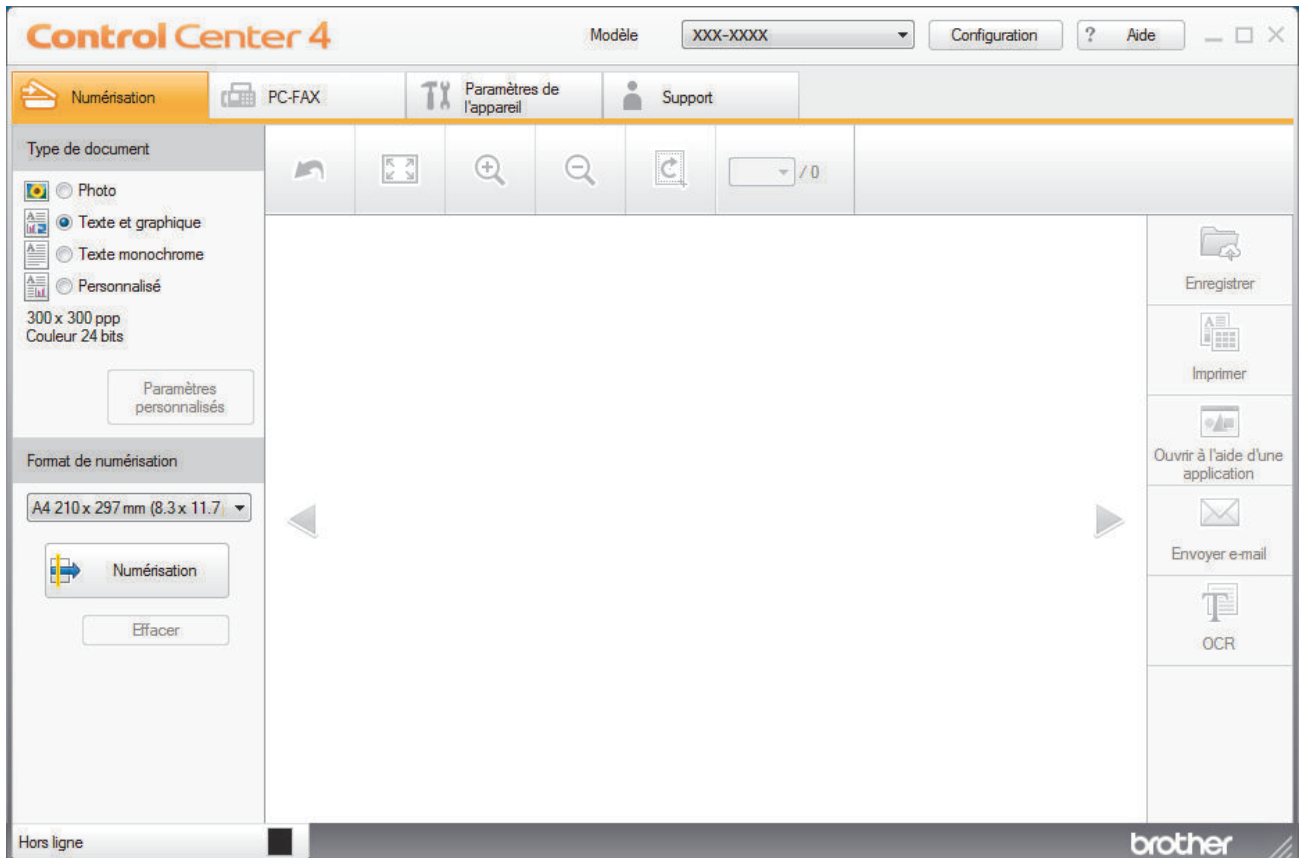 Control Center 4
Modèle
XXX-XXXX
Configuration
? Aide
Numérisation
PC-FAX
Paramètres de
l'appareil
Support
Type de document
/ 0
Photo
Texte et graphique
Texte monochrome
Personnalisé
300 x 300 ppp
Couleur 24 bits
Paramètres
personnalisés
Format de numérisation
A4 210 x 297 mm (8.3 x 11.7
Numérisation
Effacer
Enregistrer
Imprimer
Ouvrir à l'aide d'une
application
Envoyer e-mail
OCR
Hors ligne
brother